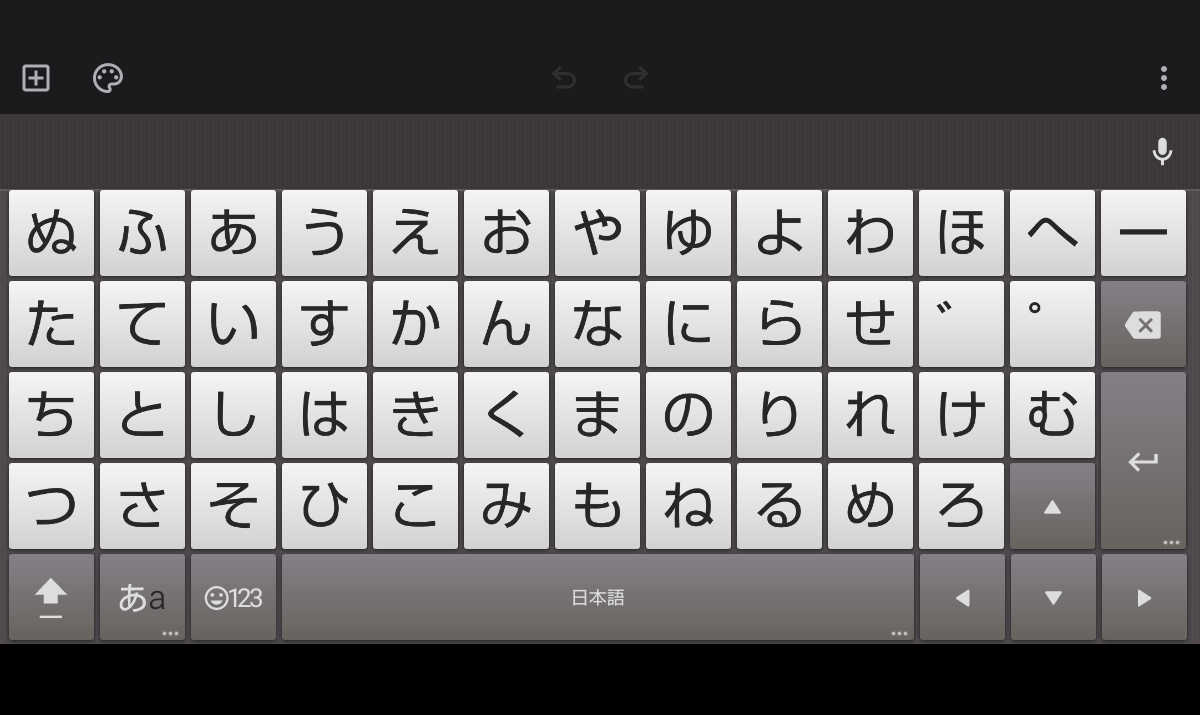 ぬ ふ あ う え お や ゆ よ わ ほ へ ー
た て い す か ん な に ら せ ゛ ゜
ち と し は き く ま の り れ け む
つ さ そ ひ こ み も ね る め ろ
あa 123 日本語